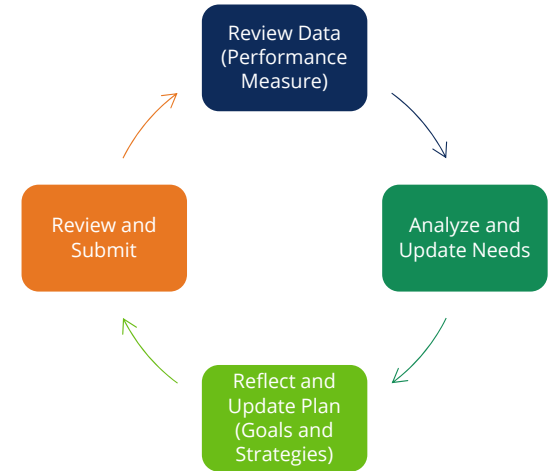 Review Data
(Performance
Measure)
Analyze and
Update Needs
Reflect and
Update Plan
(Goals and
Strategies)
Review and
Submit